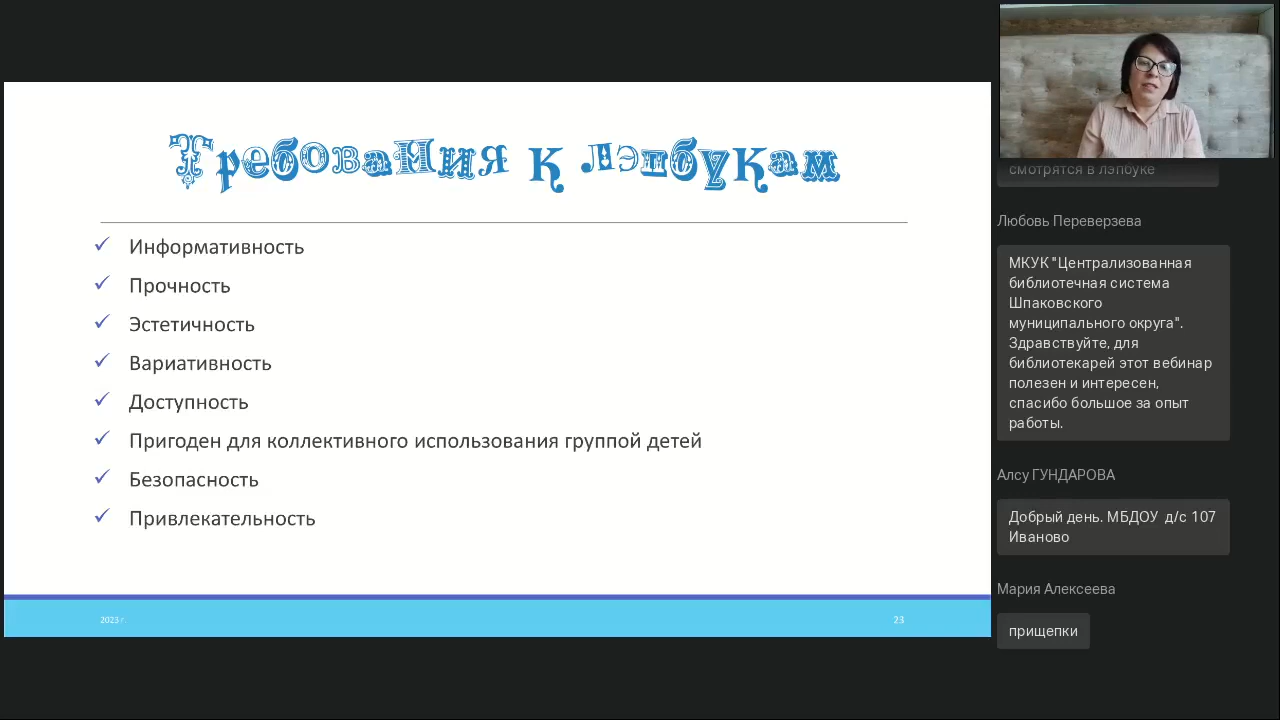 Требования к лэпбукам
Информативность
Прочность
Эстетичность
Вариативность
Доступность
Пригоден для коллективного использования группой детей
Безопасность
Привлекательность
2023 г
23
смотрятся в лэпбуке
Любовь Переверзева
МКУК "Централизованная
библиотечная система
Шпаковского
муниципального округа".
Здравствуйте, для
библиотекарей этот вебинар
полезен и интересен,
спасибо большое за опыт
работы.
Алсу ГУНДАРОВА
Добрый день. МБДОУ д/с 107
Иваново
Мария Алексеева
прищепки